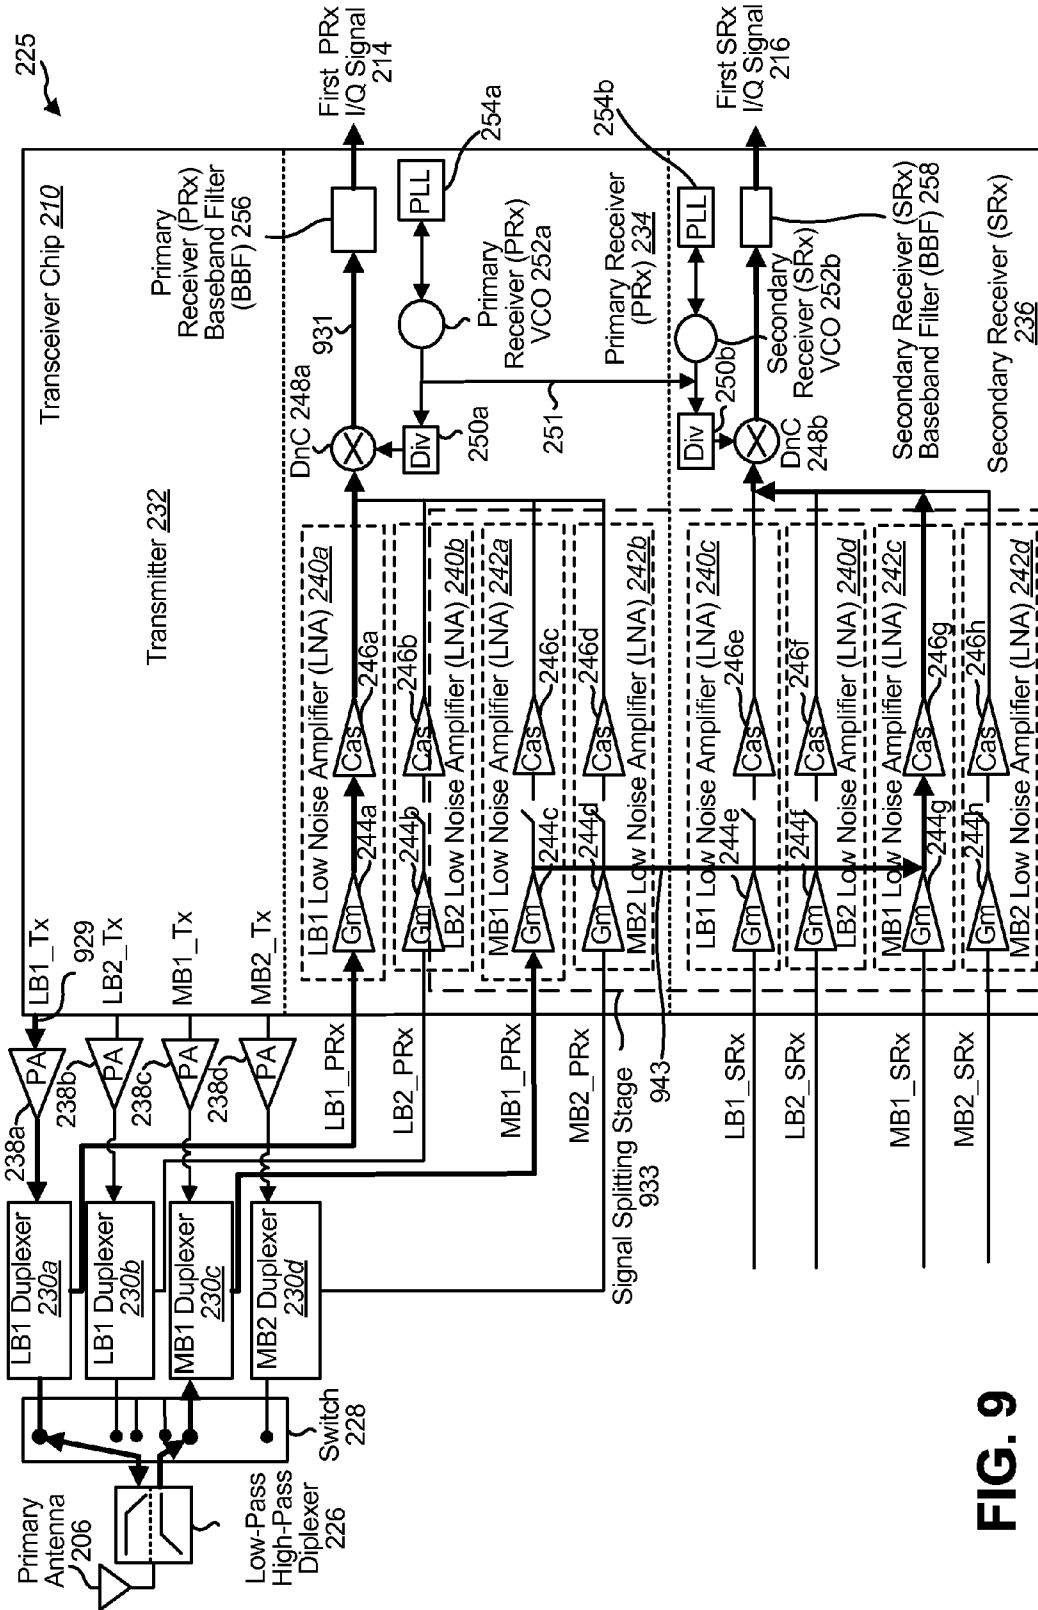 225
Transceiver Chip 210
Transmitter 232
First PRx
I/Q Signal
214
Primary
Receiver (PRx)
Baseband Filter
(BBF) 256
931
DnC 248a
PLL
254a
Primary
Receiver (PRx)
VCO 252a
Div
250a
251
Primary Receiver
(PRx) 234
254b
PLL
Secondary
Receiver (SRx)
VCO 252b
250b
Div
DnC
248b
First SRx
I/Q Signal
216
Secondary Receiver (SRx)
Baseband Filter (BBF) 258
Secondary Receiver (SRx)
236
LB1_Tx
929
LB2_Tx
MB1_Tx
MB2_Tx
PA
238a
PA
238b
PA
238c
PA
238d
LB1 Duplexer
230a
LB1 Duplexer
230b
MB1 Duplexer
230c
MB2 Duplexer
230d
Switch
228
Primary
Antenna
206
Low-Pass
High-Pass
Diplexer
226
LB1_PRx
LB2_PRx
MB1_PRx
MB2_PRx
Signal Splitting Stage
933
943
LB1_SRx
LB2_SRx
MB1_SRx
MB2_SRx
LB1 Low Noise Amplifier (LNA) 240a
Gm
244a
Cas
246a
Gm
244b
Cas
246b
LB2 Low Noise Amplifier (LNA) 240b
MB1 Low Noise Amplifier (LNA) 242a
Gm
244c
Cas
246c
Gm
244d
Cas
246d
MB2 Low Noise Amplifier (LNA) 242b
LB1 Low Noise Amplifier (LNA) 240c
Gm
244e
Cas
246e
Gm
244f
Cas
246f
LB2 Low Noise Amplifier (LNA) 240d
MB1 Low Noise Amplifier (LNA) 242c
Gm
244g
Cas
246g
Gm
244h
Cas
246h
MB2 Low Noise Amplifier (LNA) 242d
FIG. 9